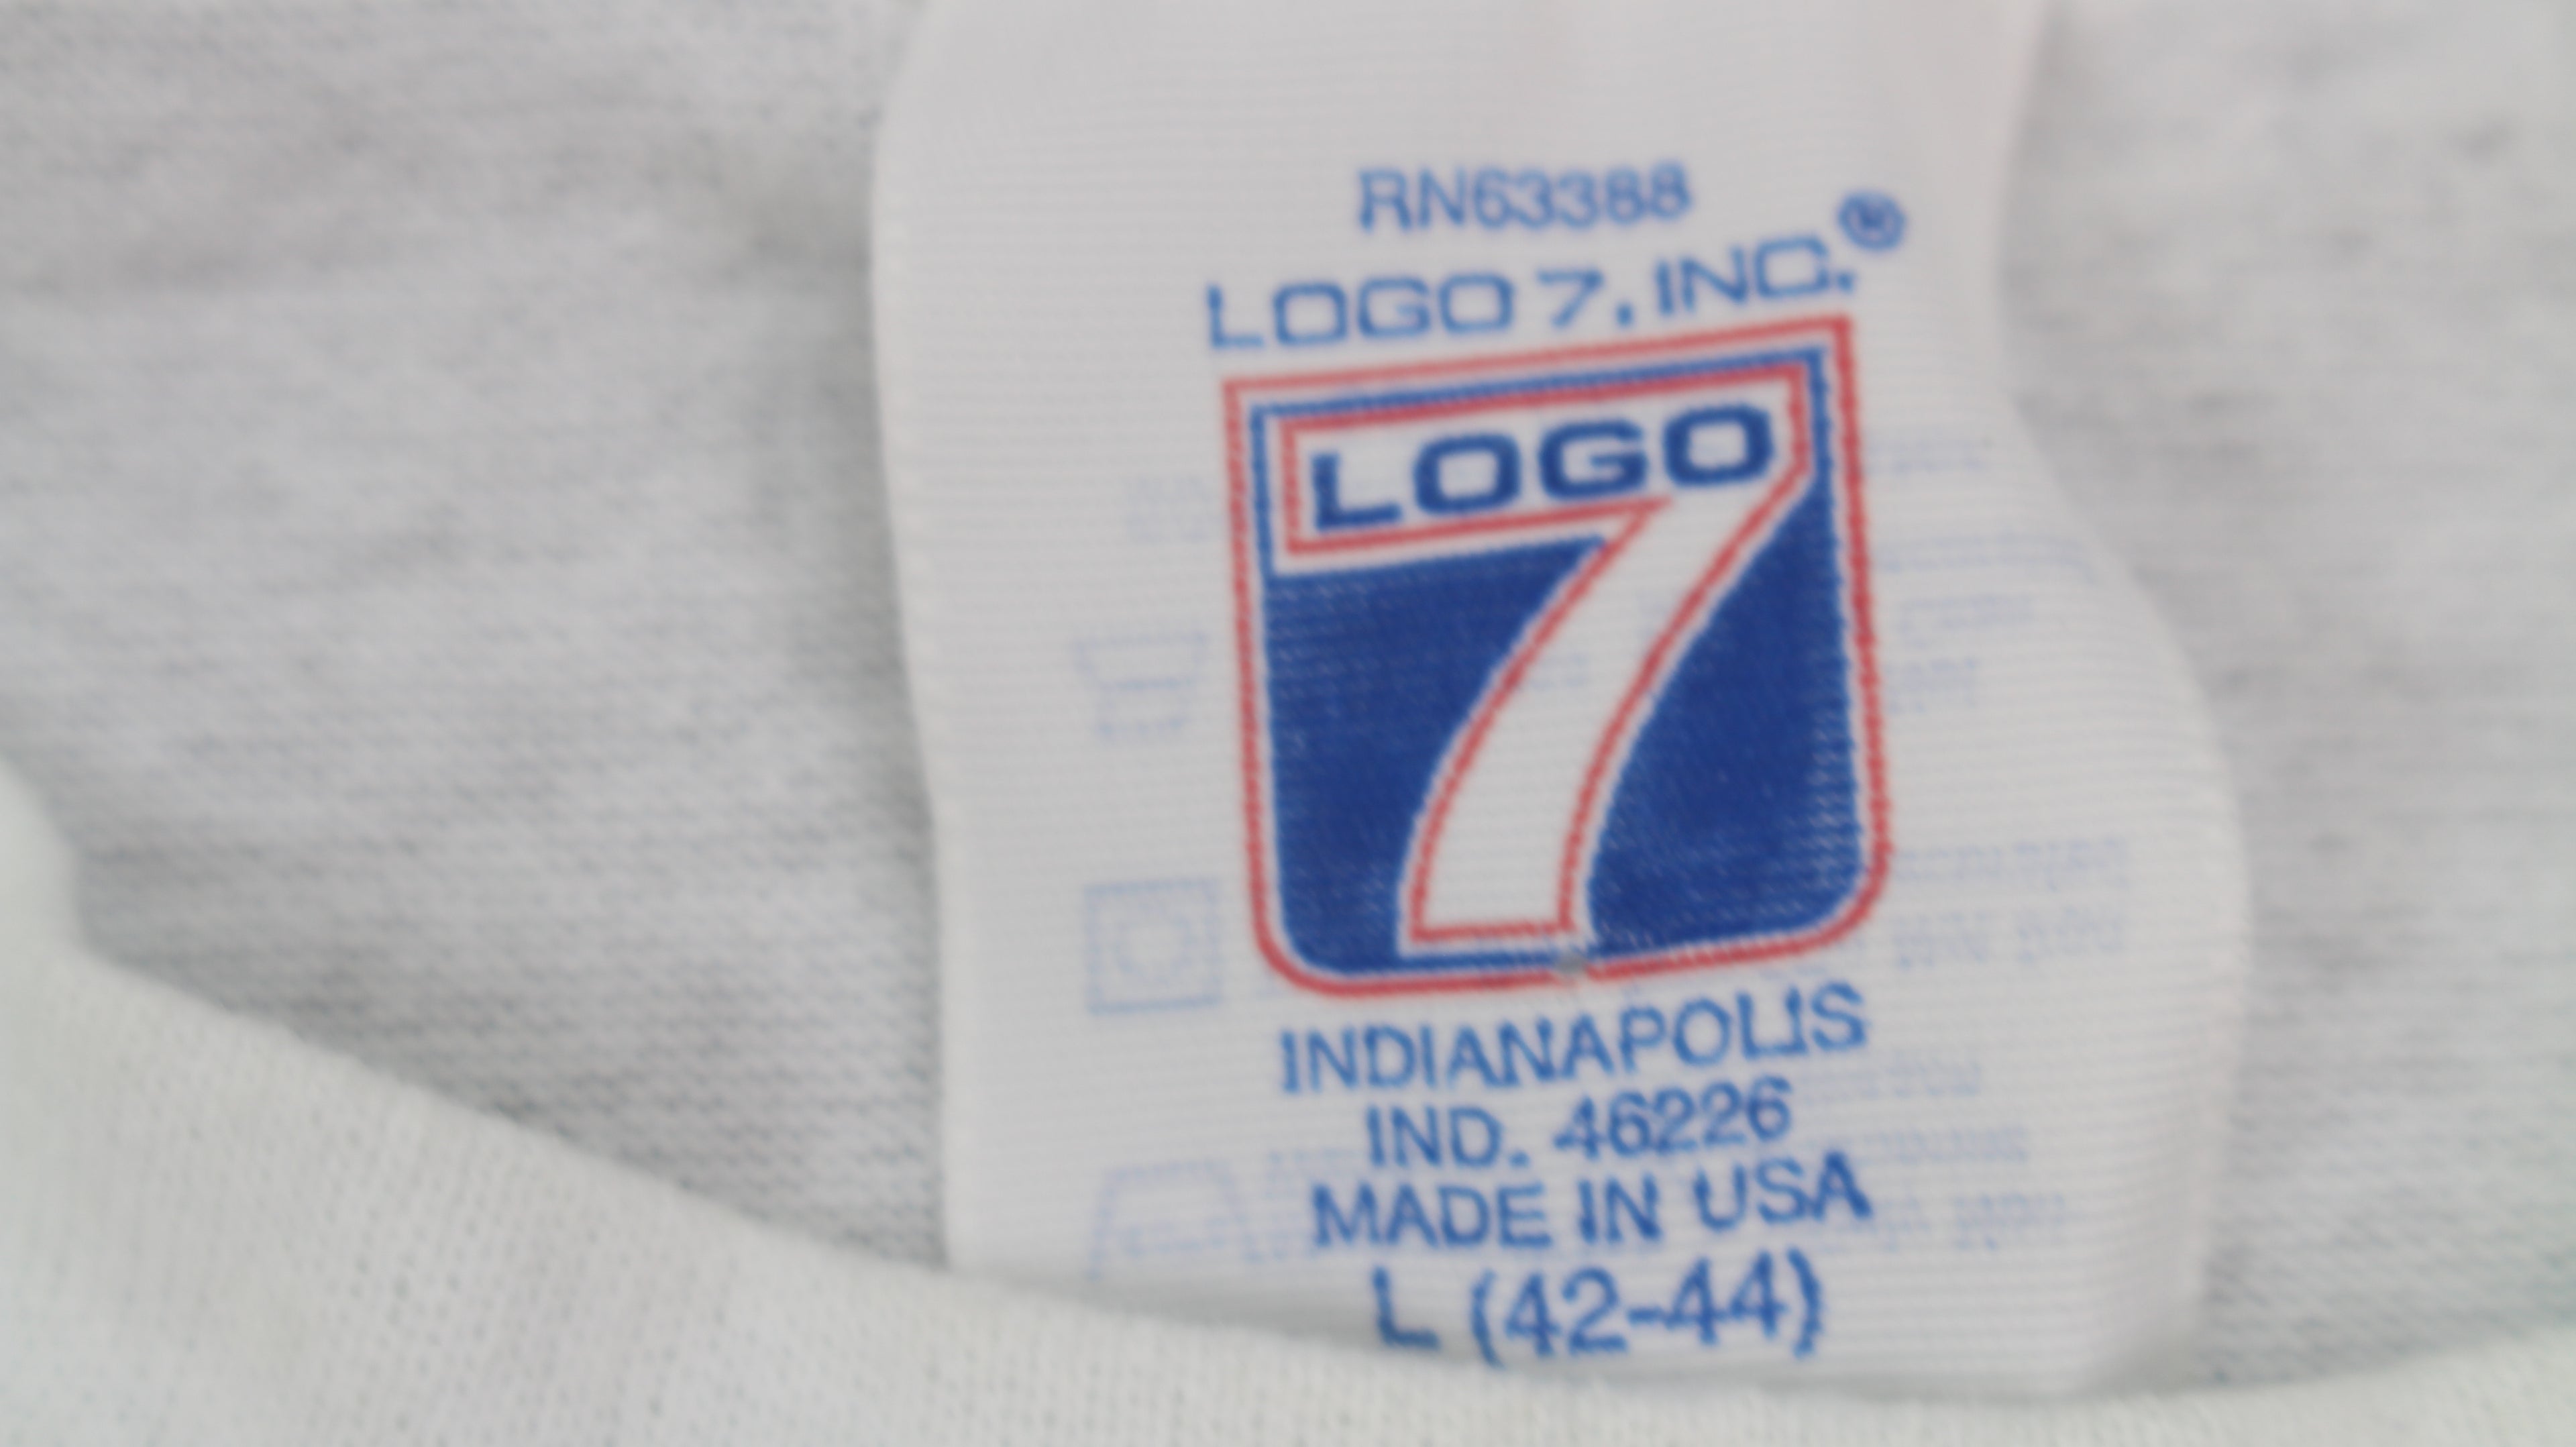 RN63388
LOGO 7, INC.®
LOGO
7
INDIANAPOLIS
IND. 46226
MADE IN USA
L (42-44)